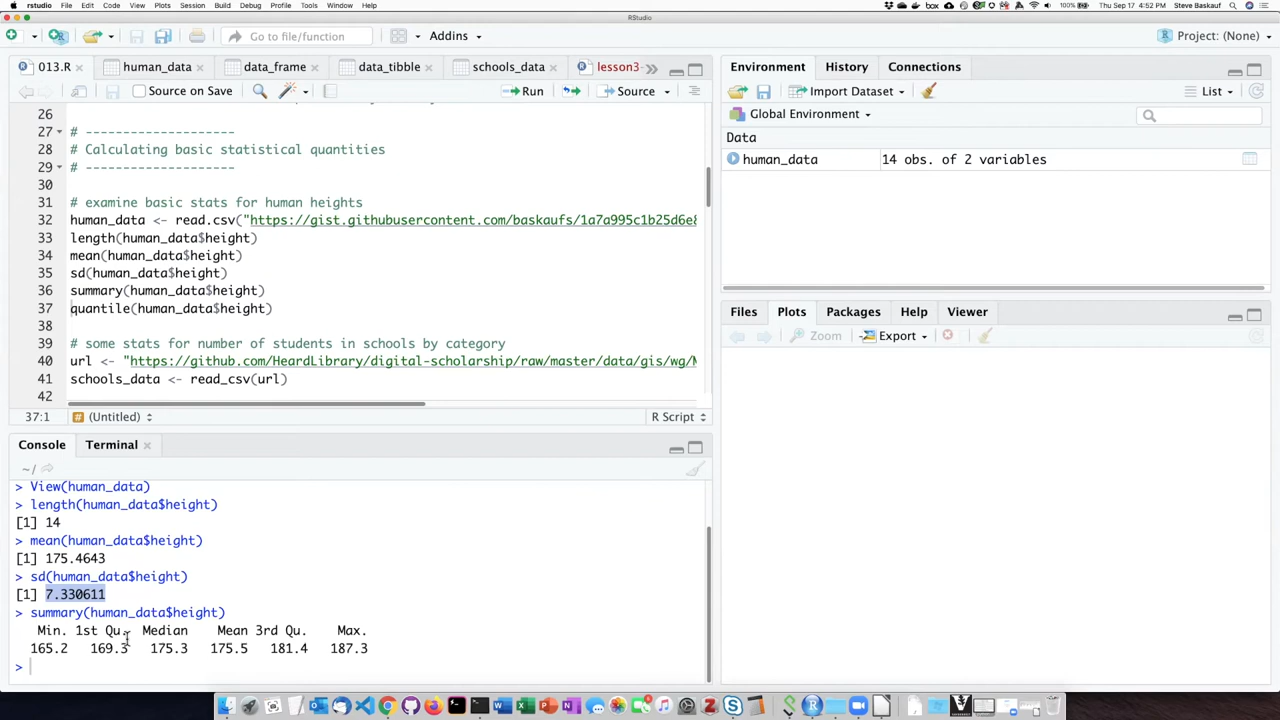 rstudio File Edit Code View Plots Session Build Debug Profile Tools Window Help box 100% Thu Sep 17 4:52 PM Steve Baskauf
RStudio
Go to file/function Addins Project: (None)
013.R human_data data_frame data_tibble schools_data lesson3-
Source on Save Run Source
26
27 # --------------------
28 # Calculating basic statistical quantities
29 # --------------------
30
31 # examine basic stats for human heights
32 human_data <- read.csv("https://gist.githubusercontent.com/baskaufs/1a7a995c1b25d6e8
33 length(human_data$height)
34 mean(human_data$height)
35 sd(human_data$height)
36 summary(human_data$height)
37 quantile(human_data$height)
38
39 # some stats for number of students in schools by category
40 url <- "https://github.com/HeardLibrary/digital-scholarship/raw/master/data/gis/wg/M
41 schools_data <- read_csv(url)
42
37:1 # (Untitled) R Script
Console Terminal
~/
> View(human_data)
> length(human_data$height)
[1] 14
> mean(human_data$height)
[1] 175.4643
> sd(human_data$height)
[1] 7.330611
> summary(human_data$height)
Min. 1st Qu. Median Mean 3rd Qu. Max.
165.2 169.3 175.3 175.5 181.4 187.3
>
Environment History Connections
Import Dataset List
Global Environment
Data
human_data 14 obs. of 2 variables
Files Plots Packages Help Viewer
Zoom Export